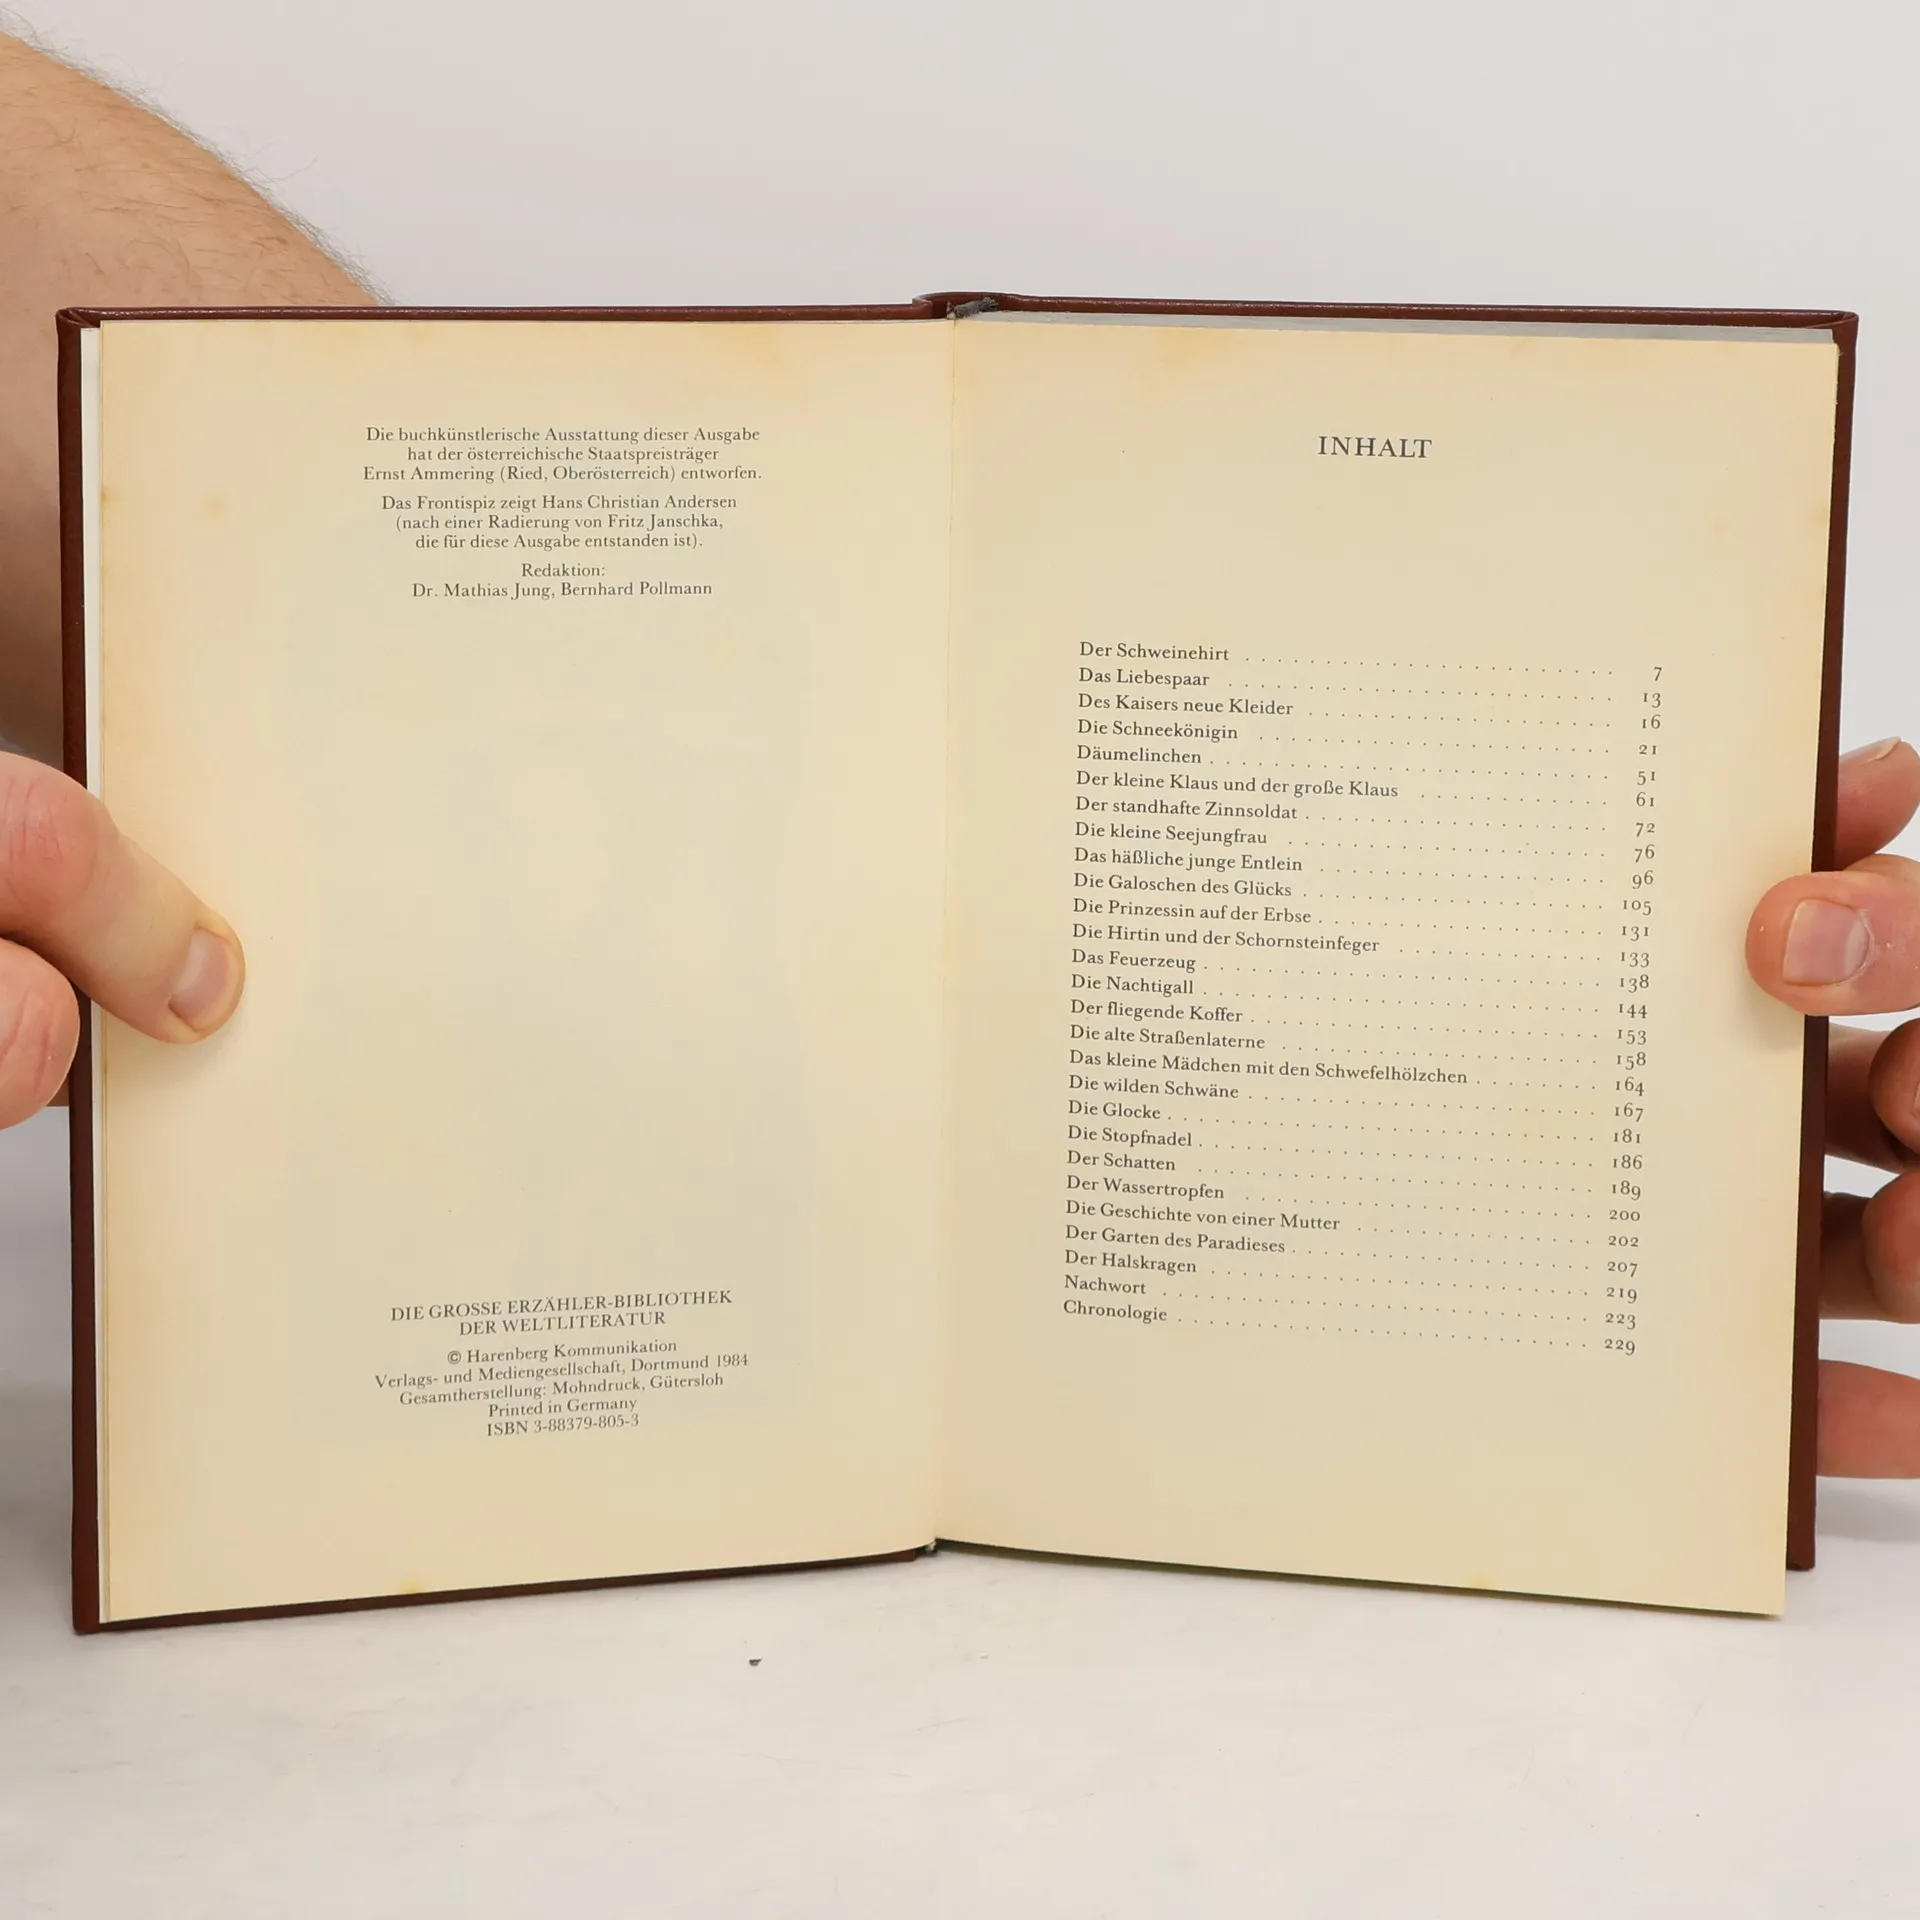 Die buchkünstlerische Ausstattung dieser Ausgabe
hat der österreichische Staatspreisträger
Ernst Ammering (Ried, Oberösterreich) entworfen.
Das Frontispiz zeigt Hans Christian Andersen
(nach einer Radierung von Fritz Janschka,
die für diese Ausgabe entstanden ist).
Redaktion:
Dr. Mathias Jung, Bernhard Pollmann
DIE GROSSE ERZÄHLER-BIBLIOTHEK
DER WELTLITERATUR
© Harenberg Kommunikation
Verlags- und Mediengesellschaft, Dortmund 1984
Gesamtherstellung: Mohndruck, Gütersloh
Printed in Germany
ISBN 3-88379-805-3
INHALT
Der Schweinehirt . . . . . . . . . . 7
Das Liebespaar . . . . . . . . . . 13
Des Kaisers neue Kleider . . . . . . . . . . 16
Die Schneekönigin . . . . . . . . . . 21
Däumelinchen . . . . . . . . . . 51
Der kleine Klaus und der große Klaus . . . . . . . . . . 61
Der standhafte Zinnsoldat . . . . . . . . . . 72
Die kleine Seejungfrau . . . . . . . . . . 76
Das häßliche junge Entlein . . . . . . . . . . 96
Die Galoschen des Glücks . . . . . . . . . . 105
Die Prinzessin auf der Erbse . . . . . . . . . . 131
Die Hirtin und der Schornsteinfeger . . . . . . . . . . 133
Das Feuerzeug . . . . . . . . . . 138
Die Nachtigall . . . . . . . . . . 144
Der fliegende Koffer . . . . . . . . . . 153
Die alte Straßenlaterne . . . . . . . . . . 158
Das kleine Mädchen mit den Schwefelhölzchen . . . . . . . . 164
Die wilden Schwäne . . . . . . . . . . 167
Die Glocke . . . . . . . . . . 181
Die Stopfnadel . . . . . . . . . . 186
Der Schatten . . . . . . . . . . 189
Der Wassertropfen . . . . . . . . . . 200
Die Geschichte von einer Mutter . . . . . . . . . . 202
Der Garten des Paradieses . . . . . . . . . . 207
Der Halskragen . . . . . . . . . . 219
Nachwort . . . . . . . . . . 223
Chronologie . . . . . . . . . . 229